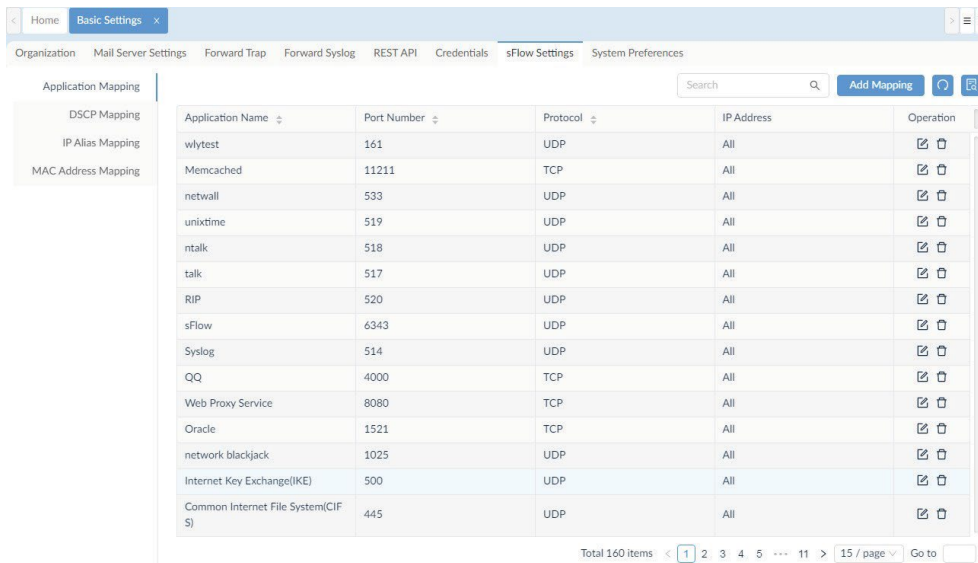 Home Basic Settings x
Organization Mail Server Settings Forward Trap Forward Syslog REST API Credentials sFlow Settings System Preferences
Application Mapping
DSCP Mapping
IP Alias Mapping
MAC Address Mapping
Search Add Mapping
Application Name Port Number Protocol IP Address Operation
wlytest 161 UDP All
Memcached 11211 TCP All
netwall 533 UDP All
unixtime 519 UDP All
ntalk 518 UDP All
talk 517 UDP All
RIP 520 UDP All
sFlow 6343 UDP All
Syslog 514 UDP All
QQ 4000 TCP All
Web Proxy Service 8080 TCP All
Oracle 1521 TCP All
network blackjack 1025 UDP All
Internet Key Exchange(IKE) 500 UDP All
Common Internet File System(CIF
S) 445 UDP All
Total 160 items < 1 2 3 4 5 ··· 11 > 15 / page Go to